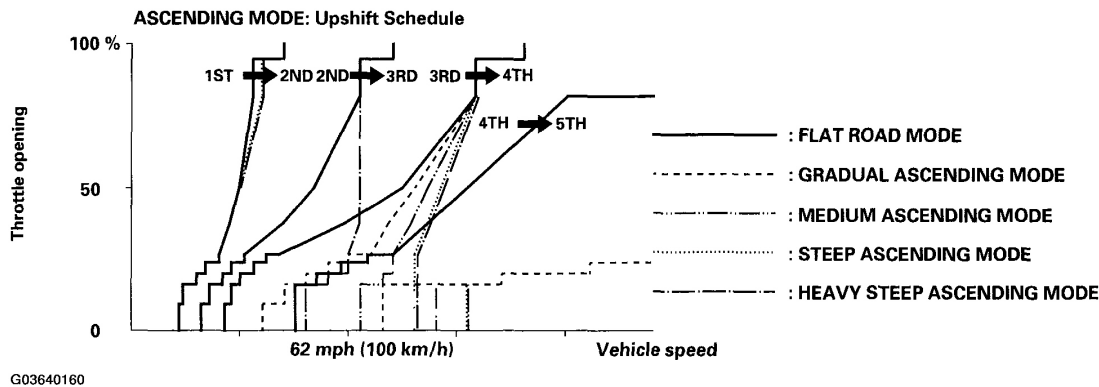 ASCENDING MODE: Upshift Schedule
100 %
1ST 2ND 2ND 3RD 3RD 4TH
4TH 5TH
: FLAT ROAD MODE
: GRADUAL ASCENDING MODE
50
: MEDIUM ASCENDING MODE
: STEEP ASCENDING MODE
: HEAVY STEEP ASCENDING MODE
Throttle opening
0
62 mph (100 km/h) Vehicle speed
G03640160